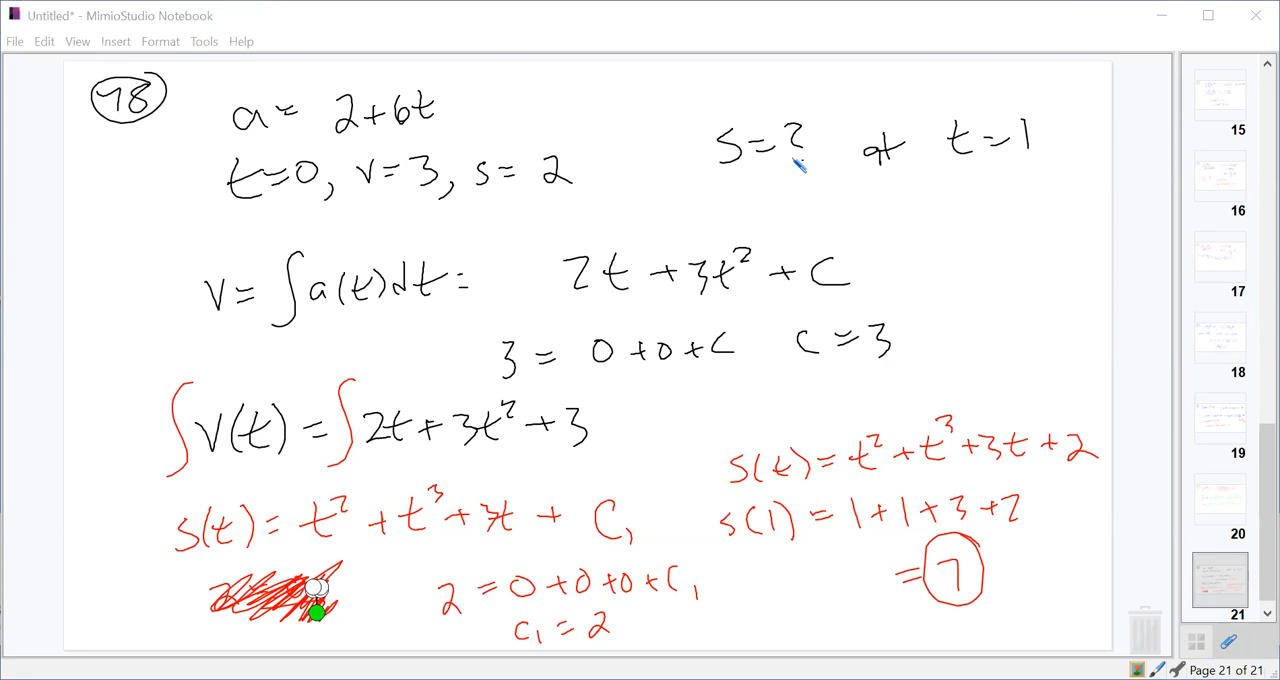 Untitled* - MimioStudio Notebook
File Edit View Insert Format Tools Help
98
a = 2+6t
t=0, v=3, s=2
s=? at t=1
v= ∫a(t)dt= 2t + 3t² + C
3 = 0+0+C C=3
∫v(t) = ∫2t+3t²+3
s(t)= t² + t³ + 3t + C₁
2 = 0+0+0+C₁
C₁ = 2
s(t)= t² + t³ + 3t + 2
s(1) = 1+1+3+2
= 7
15
16
17
18
19
20
21
Page 21 of 21